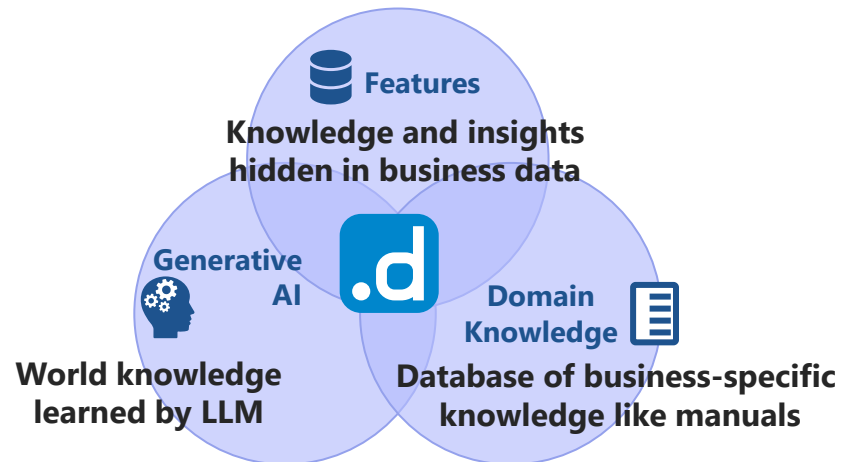 Features
Knowledge and insights
hidden in business data
.d
Generative
AI
World knowledge
learned by LLM
Domain
Knowledge
Database of business-specific
knowledge like manuals